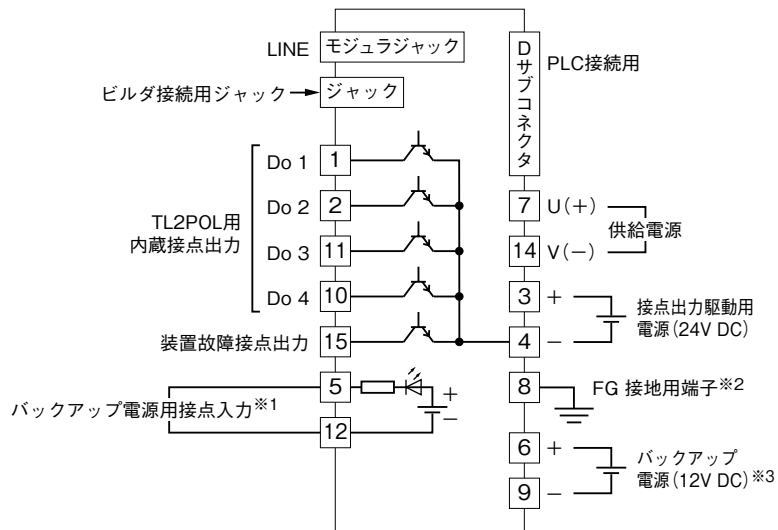 LINE
モジュラジャック
ビルダ接続用ジャック
ジャック
Dサブコネクタ
PLC接続用
TL2POL用
内蔵接点出力
Do 1
1
Do 2
2
Do 3
11
Do 4
10
装置故障接点出力
15
バックアップ電源用接点入力※1
5
12
+
−
7
U(+)
14
V(−)
供給電源
3
+
4
−
接点出力駆動用
電源(24V DC)
8
FG 接地用端子※2
6
+
9
−
バックアップ
電源(12V DC)※3